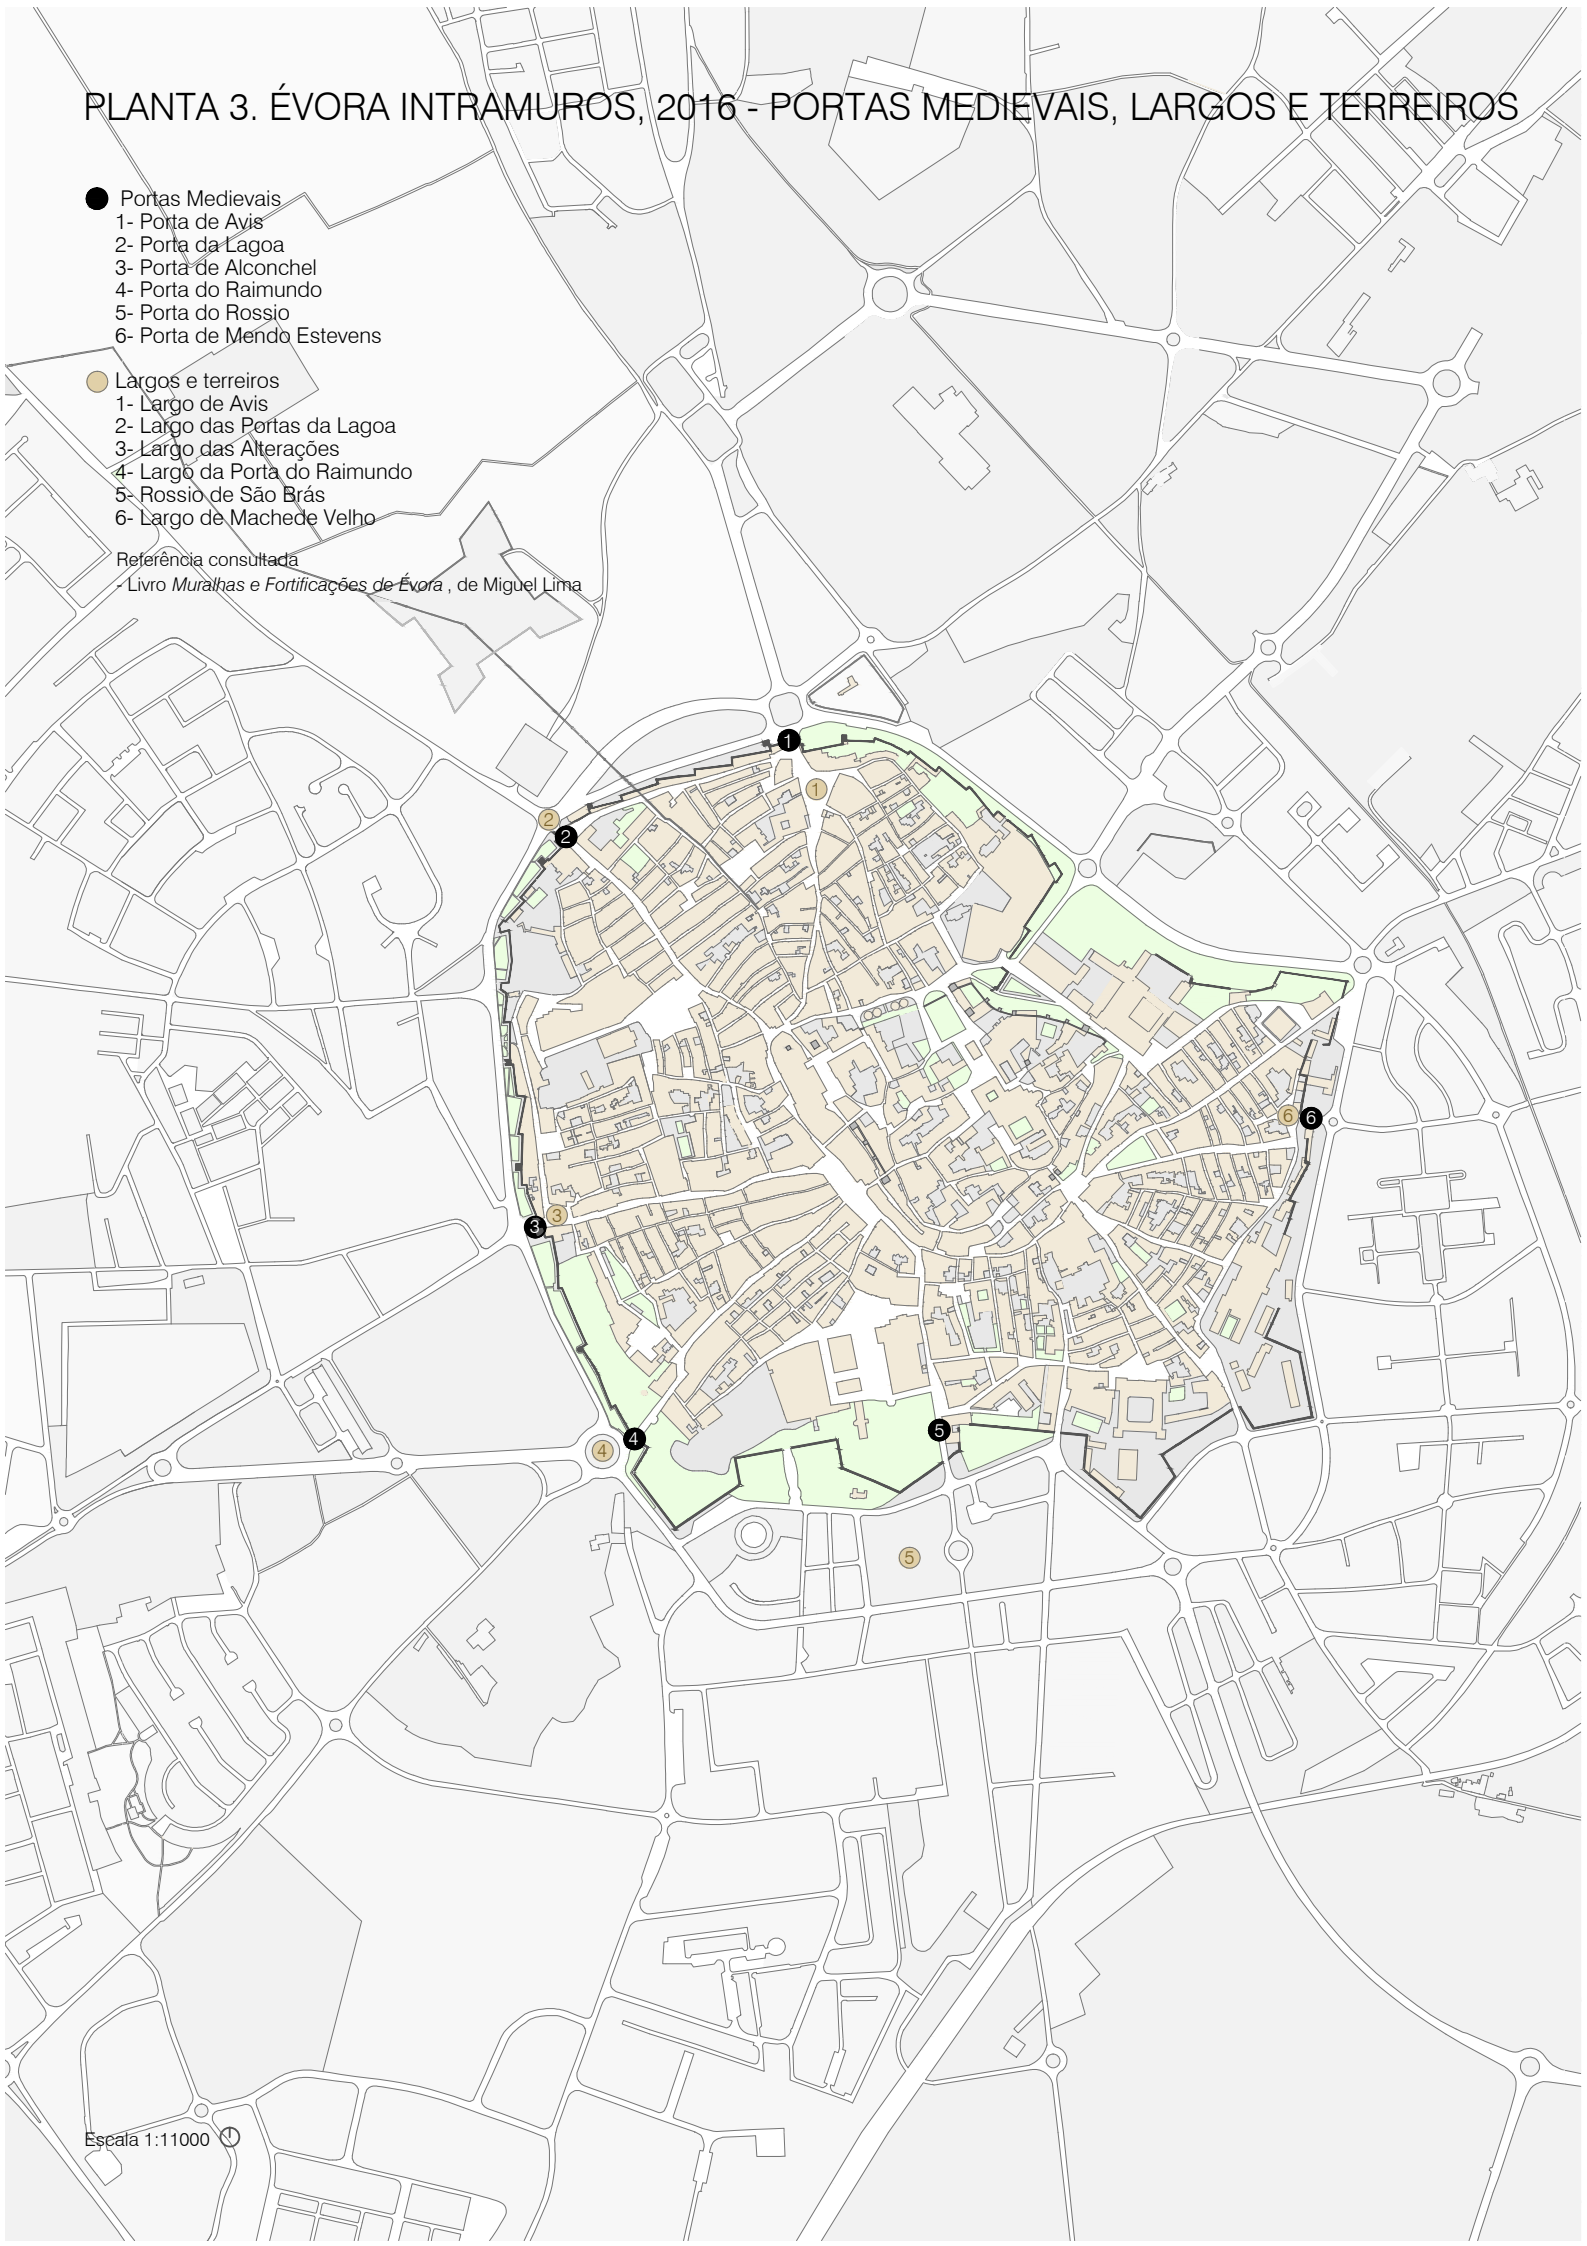 PLANTA 3. ÉVORA INTRAMUROS, 2016 - PORTAS MEDIEVAIS, LARGOS E TERREIROS
Portas Medievais
1- Porta de Avis
2- Porta da Lagoa
3- Porta de Alconchel
4- Porta do Raimundo
5- Porta do Rossio
6- Porta de Mendo Estevens
Largos e terreiros
1- Largo de Avis
2- Largo das Portas da Lagoa
3- Largo das Alterações
4- Largo da Porta do Raimundo
5- Rossio de São Brás
6- Largo de Machede Velho
Referência consultada
- Livro Muralhas e Fortificações de Évora , de Miguel Lima
1
1
2
2
6
6
3
3
5
4
4
5
Escala 1:11000